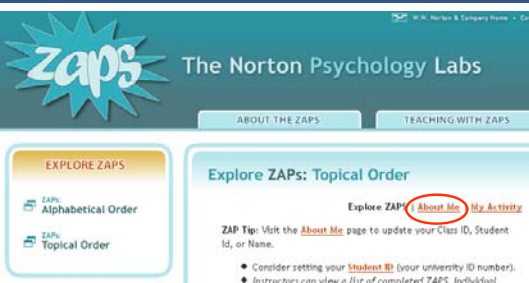 W.W. Norton & Company Home
zaps
The Norton Psychology Labs
ABOUT THE ZAPS
TEACHING WITH ZAPS
EXPLORE ZAPS
ZAPs:
Alphabetical Order
ZAPs:
Topical Order
Explore ZAPs: Topical Order
Explore ZAPS | About Me | My Activity
ZAP Tip: Visit the About Me page to update your Class ID, Student
Id, or Name.
Consider setting your Student ID (your university ID number).
Instructors can view a list of completed ZAPS. Individual